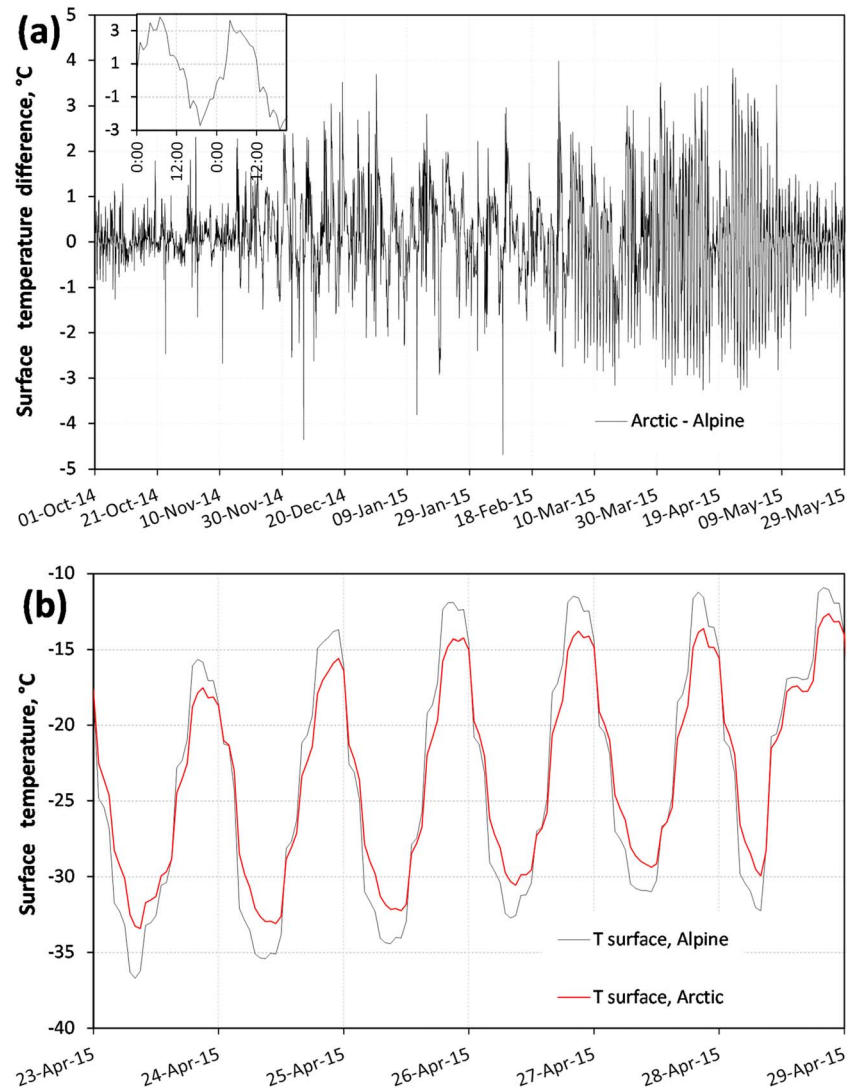 (a)
5
4
3
2
1
0
-1
-2
-3
-4
-5
Surface temperature difference, °C
3
1
-1
-3
0:00
12:00
0:00
12:00
Arctic - Alpine
01-Oct-14
21-Oct-14
10-Nov-14
30-Nov-14
20-Dec-14
09-Jan-15
29-Jan-15
18-Feb-15
10-Mar-15
30-Mar-15
19-Apr-15
09-May-15
29-May-15
(b)
-10
-15
-20
-25
-30
-35
-40
Surface temperature, °C
T surface, Alpine
T surface, Arctic
23-Apr-15
24-Apr-15
25-Apr-15
26-Apr-15
27-Apr-15
28-Apr-15
29-Apr-15